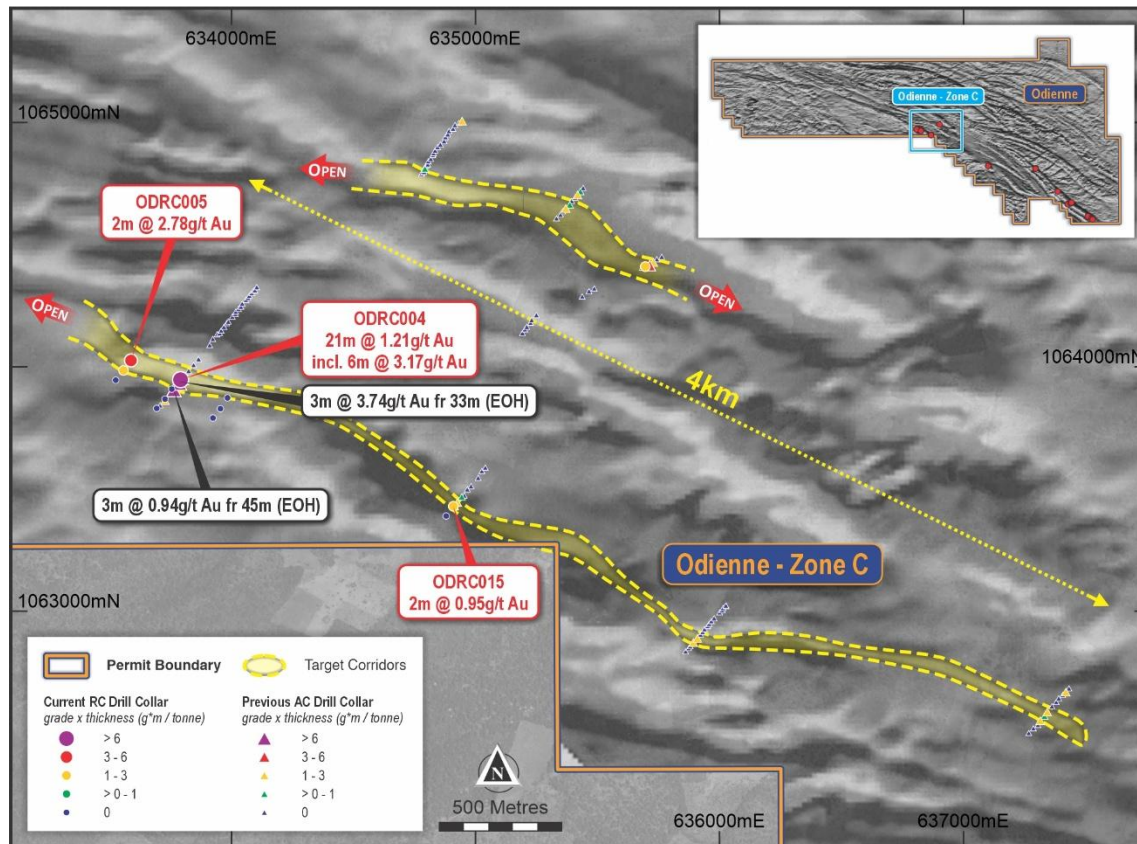 634000mE
635000mE
1065000mN
Odienne - Zone C
Odienne
OPEN
ODRC005
2m @ 2.78g/t Au
OPEN
OPEN
ODRC004
21m @ 1.21g/t Au
incl. 6m @ 3.17g/t Au
1064000mN
4km
3m @ 3.74g/t Au fr 33m (EOH)
3m @ 0.94g/t Au fr 45m (EOH)
Odienne - Zone C
ODRC015
2m @ 0.95g/t Au
1063000mN
Permit Boundary
Target Corridors
Current RC Drill Collar
grade x thickness (g*m / tonne)
> 6
3 - 6
1 - 3
> 0 - 1
0
Previous AC Drill Collar
grade x thickness (g*m / tonne)
> 6
3 - 6
1 - 3
> 0 - 1
0
N
500 Metres
636000mE
637000mE